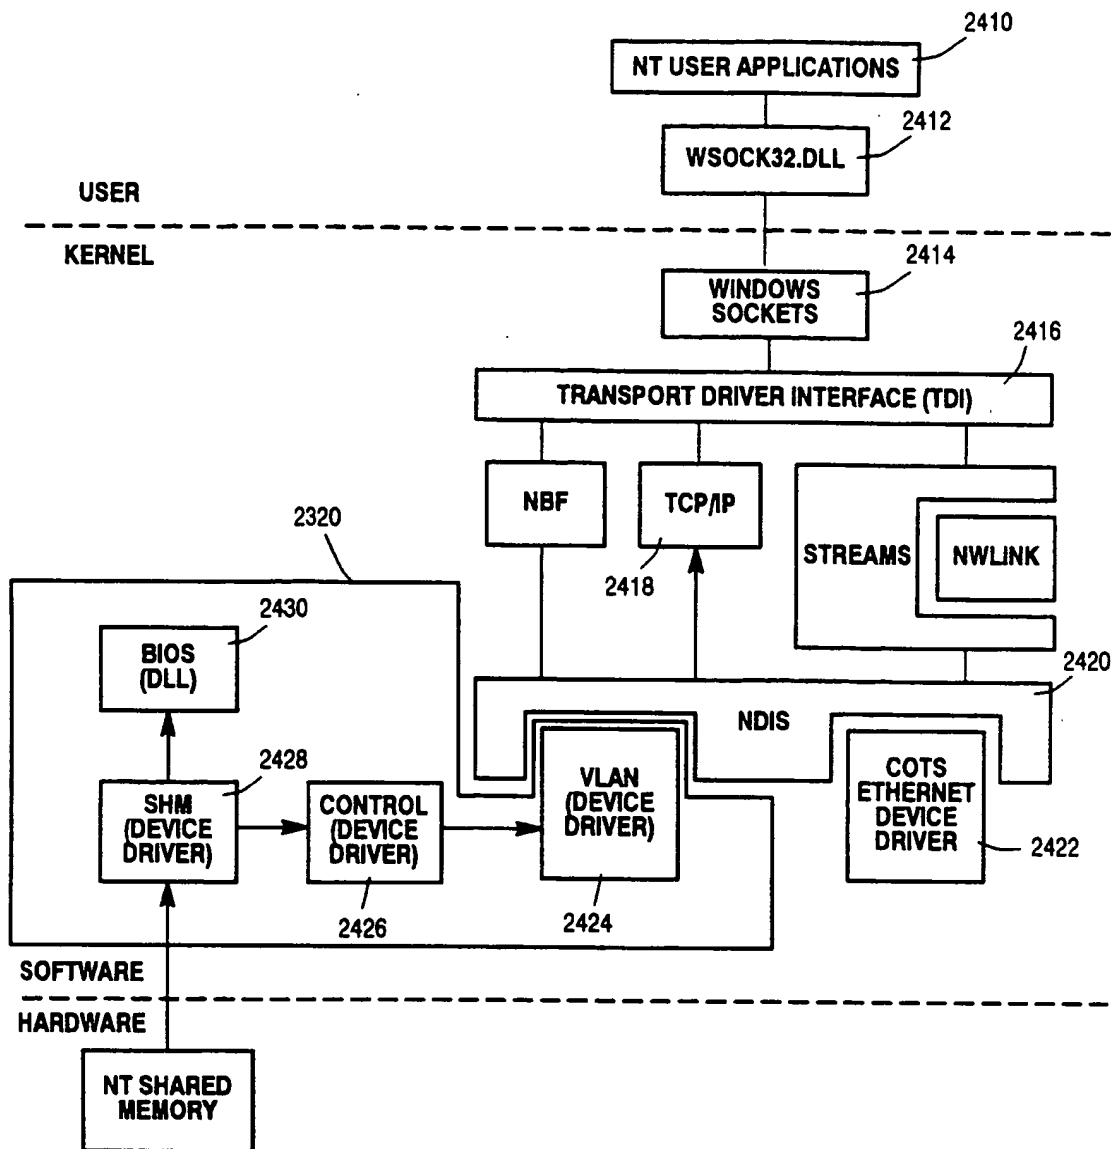 2410
NT USER APPLICATIONS
2412
WSOCK32.DLL
USER
KERNEL
2414
WINDOWS
SOCKETS
2416
TRANSPORT DRIVER INTERFACE (TDI)
NBF
TCP/IP
2418
STREAMS
NWLINK
2320
2430
BIOS
(DLL)
2420
NDIS
2428
SHM
(DEVICE
DRIVER)
CONTROL
(DEVICE
DRIVER)
2426
VLAN
(DEVICE
DRIVER)
2424
COTS
ETHERNET
DEVICE
DRIVER
2422
SOFTWARE
HARDWARE
NT SHARED
MEMORY